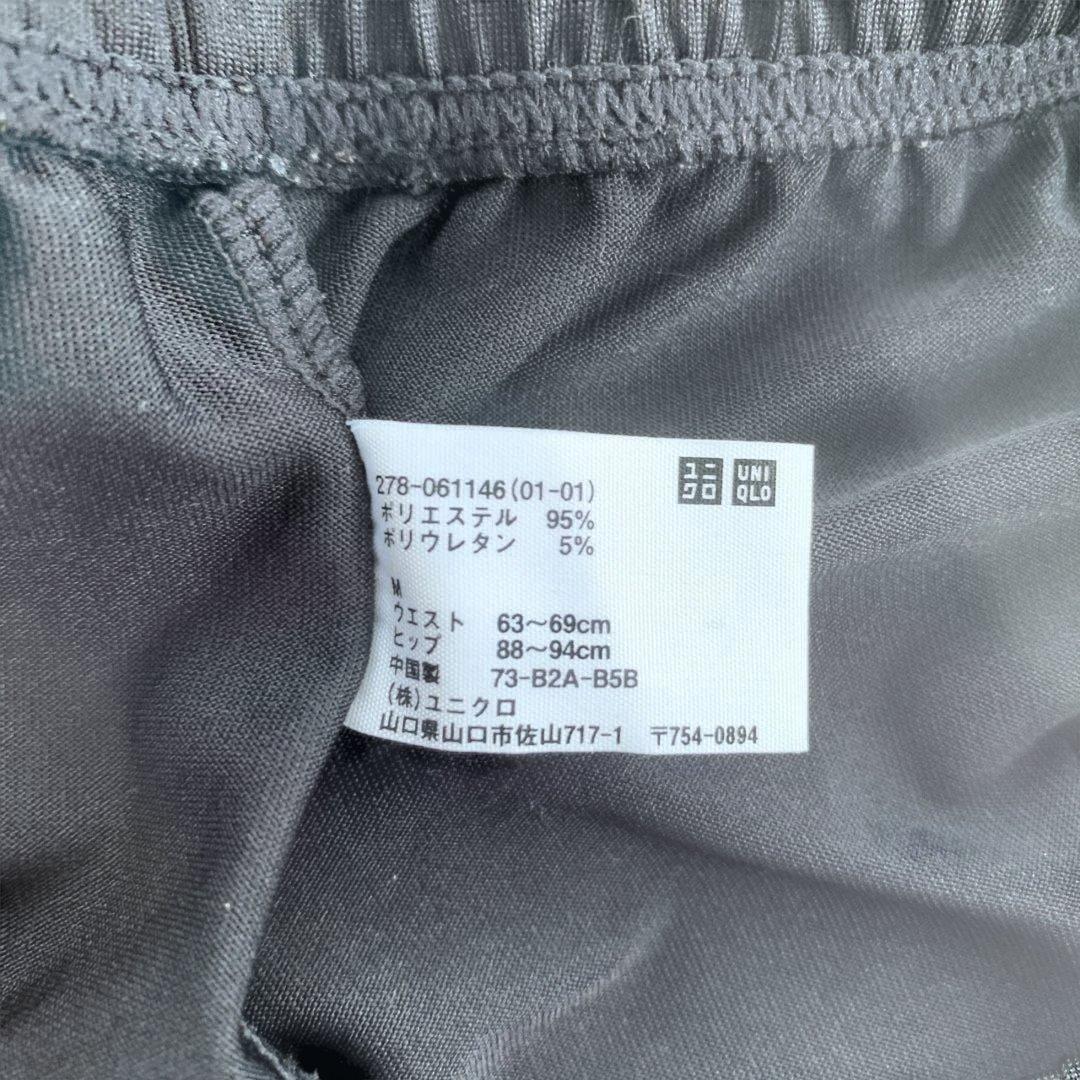 ユニ UNI
クロ QLO
278-061146(01-01)
ポリエステル 95%
ポリウレタン 5%
M
ウエスト 63〜69cm
ヒップ 88〜94cm
中国製 73-B2A-B5B
(株)ユニクロ
山口県山口市佐山717-1 〒754-0894